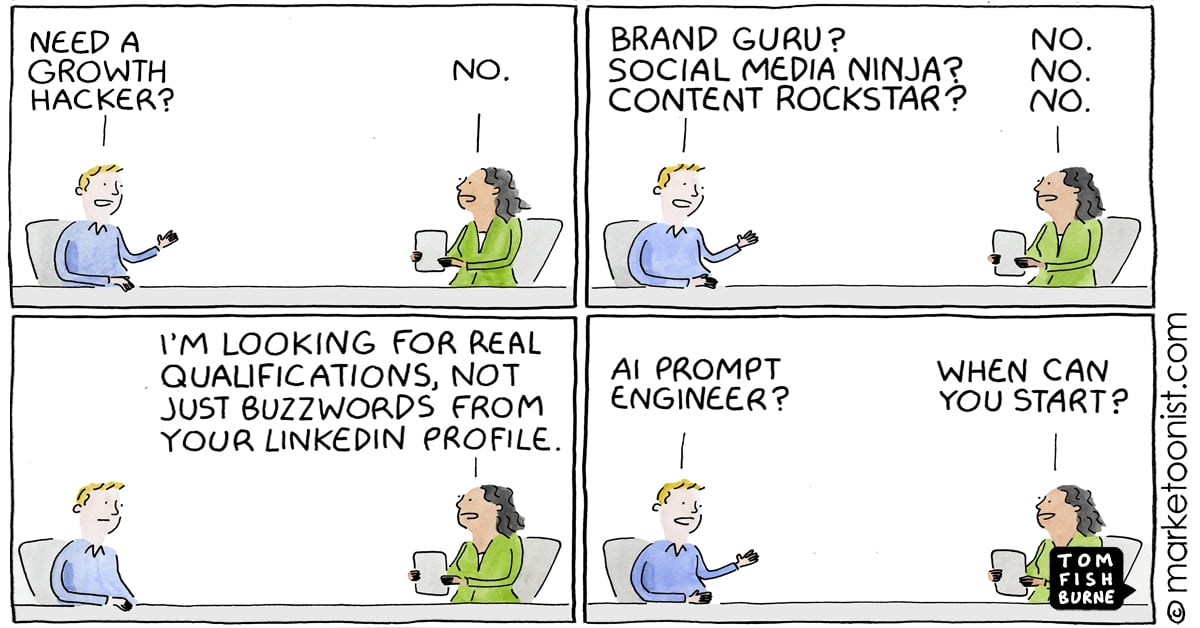 NEED A
GROWTH
HACKER?
NO.
BRAND GURU?
NO.
SOCIAL MEDIA NINJA?
NO.
CONTENT ROCKSTAR?
NO.
I'M LOOKING FOR REAL
QUALIFICATIONS, NOT
JUST BUZZWORDS FROM
YOUR LINKEDIN PROFILE.
AI PROMPT
ENGINEER?
WHEN CAN
YOU START?
TOM
FISH
BURNE
© marketoonist.com